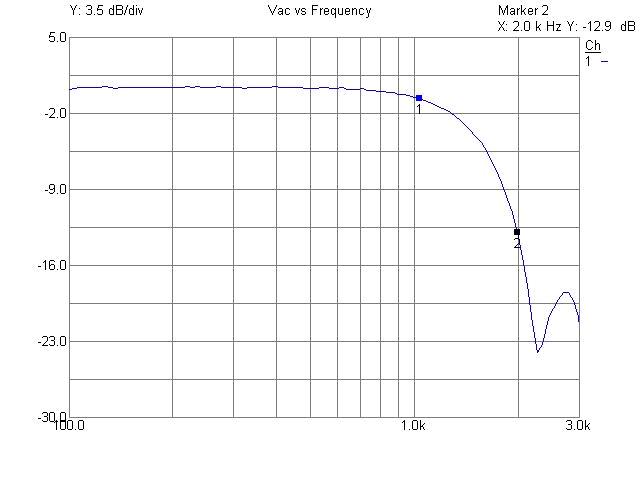 Y: 3.5 dB/div Vac vs Frequency Marker 2
X: 2.0 k Hz Y: -12.9 dB
5.0
Ch
1 –
-2.0
1
-9.0
2
-16.0
-23.0
-30.0
100.0 1.0k 3.0k